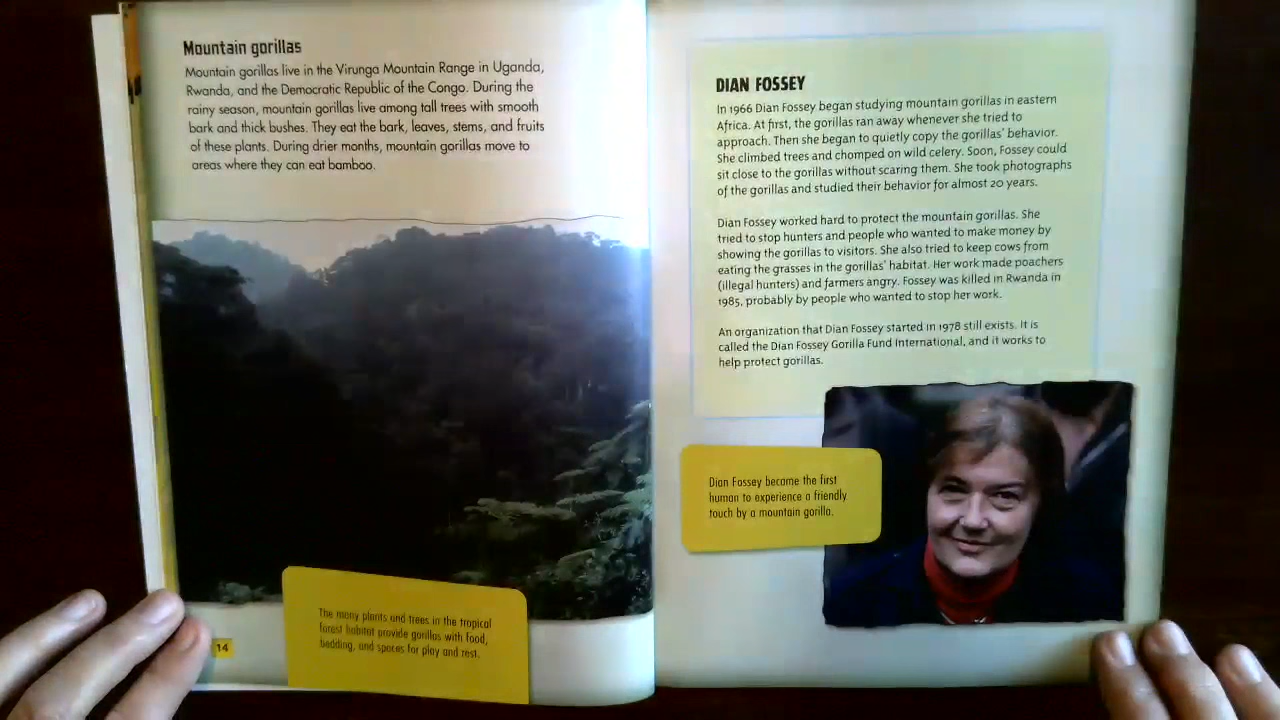 Mountain gorillas
Mountain gorillas live in the Virunga Mountain Range in Uganda,
Rwanda, and the Democratic Republic of the Congo. During the
rainy season, mountain gorillas live among tall trees with smooth
bark and thick bushes. They eat the bark, leaves, stems, and fruits
of these plants. During drier months, mountain gorillas move to
areas where they can eat bamboo.
The many plants and trees in the tropical
forest habitat provide gorillas with food,
bedding, and spaces for play and rest.
14
DIAN FOSSEY
In 1966 Dian Fossey began studying mountain gorillas in eastern
Africa. At first, the gorillas ran away whenever she tried to
approach. Then she began to quietly copy the gorillas' behavior.
She climbed trees and chomped on wild celery. Soon, Fossey could
sit close to the gorillas without scaring them. She took photographs
of the gorillas and studied their behavior for almost 20 years.
Dian Fossey worked hard to protect the mountain gorillas. She
tried to stop hunters and people who wanted to make money by
showing the gorillas to visitors. She also tried to keep cows from
eating the grasses in the gorillas' habitat. Her work made poachers
(illegal hunters) and farmers angry. Fossey was killed in Rwanda in
1985, probably by people who wanted to stop her work.
An organization that Dian Fossey started in 1978 still exists. It is
called the Dian Fossey Gorilla Fund International, and it works to
help protect gorillas.
Dian Fossey became the first
human to experience a friendly
touch by a mountain gorilla.